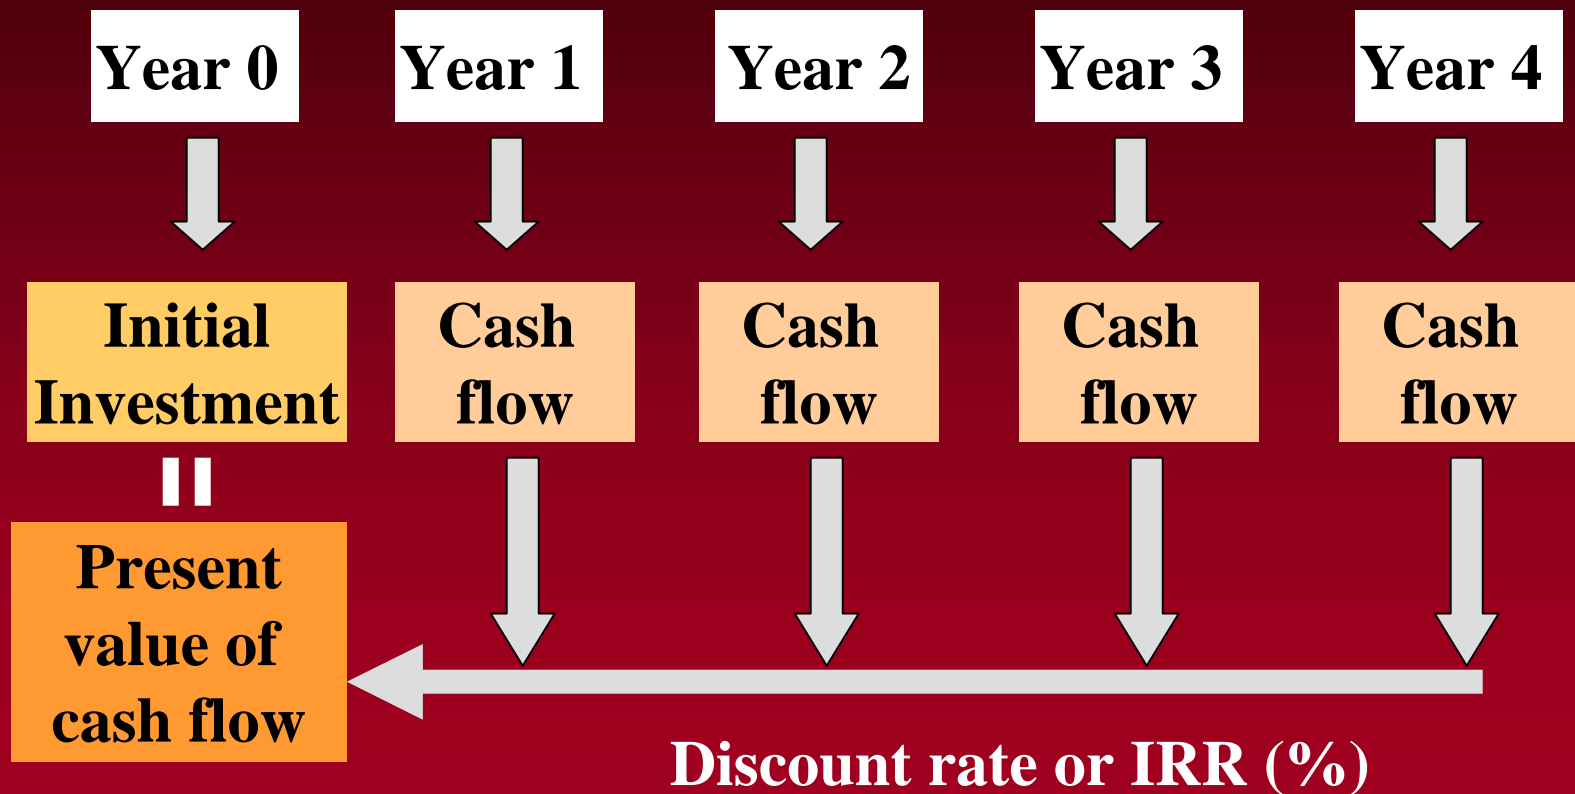 Year 0
Year 1
Year 2
Year 3
Year 4
Initial
Investment
Cash
flow
Cash
flow
Cash
flow
Cash
flow
Present
value of
cash flow
Discount rate or IRR (%)